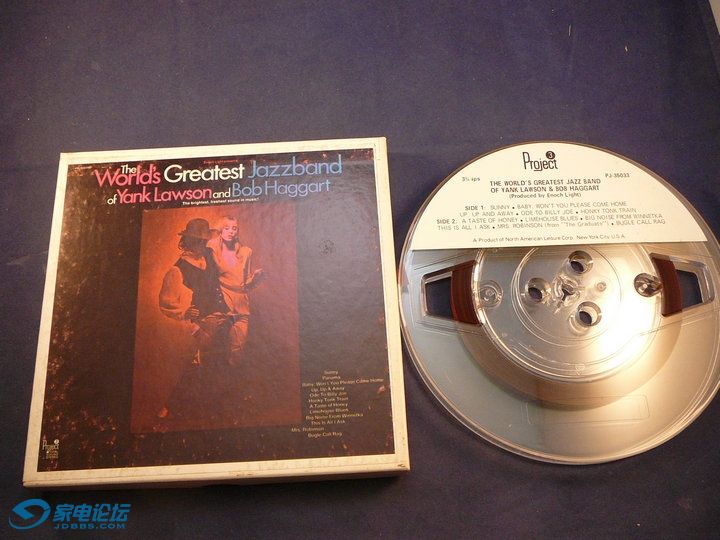 The World's Greatest Jazzband
of Yank Lawson and Bob Haggart
The brightest, freshest sound in music!
Sunny
Panama
Baby, Won't You Please Come Home
Up, Up & Away
Ode To Billy Joe
Honky Tonk Train
A Taste of Honey
Limehouse Blues
Big Noise From Winnetka
This Is All I Ask
Mrs. Robinson
Bugle Call Rag
Project 3
Project 3
3¾ ips
PJ-35033
THE WORLD'S GREATEST JAZZ BAND
OF YANK LAWSON & BOB HAGGART
(Produced by Enoch Light)
SIDE 1: SUNNY • BABY, WON'T YOU PLEASE COME HOME
UP, UP AND AWAY • ODE TO BILLY JOE • HONKY TONK TRAIN
SIDE 2: A TASTE OF HONEY • LIMEHOUSE BLUES • BIG NOISE FROM WINNETKA
THIS IS ALL I ASK • MRS. ROBINSON (from "The Graduate") • BUGLE CALL RAG
A Product of North American Leisure Corp., New York City, U.S.A.
家电论坛
JDBBS.COM